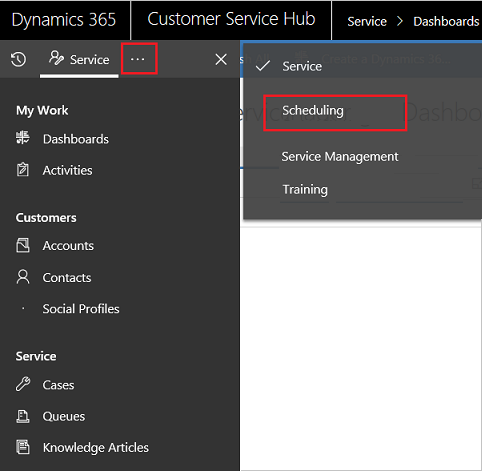 Dynamics 365 Customer Service Hub Service > Dashboards
Service ...
My Work
Dashboards
Activities
Customers
Accounts
Contacts
Social Profiles
Service
Cases
Queues
Knowledge Articles
Service
Scheduling
Service Management
Training